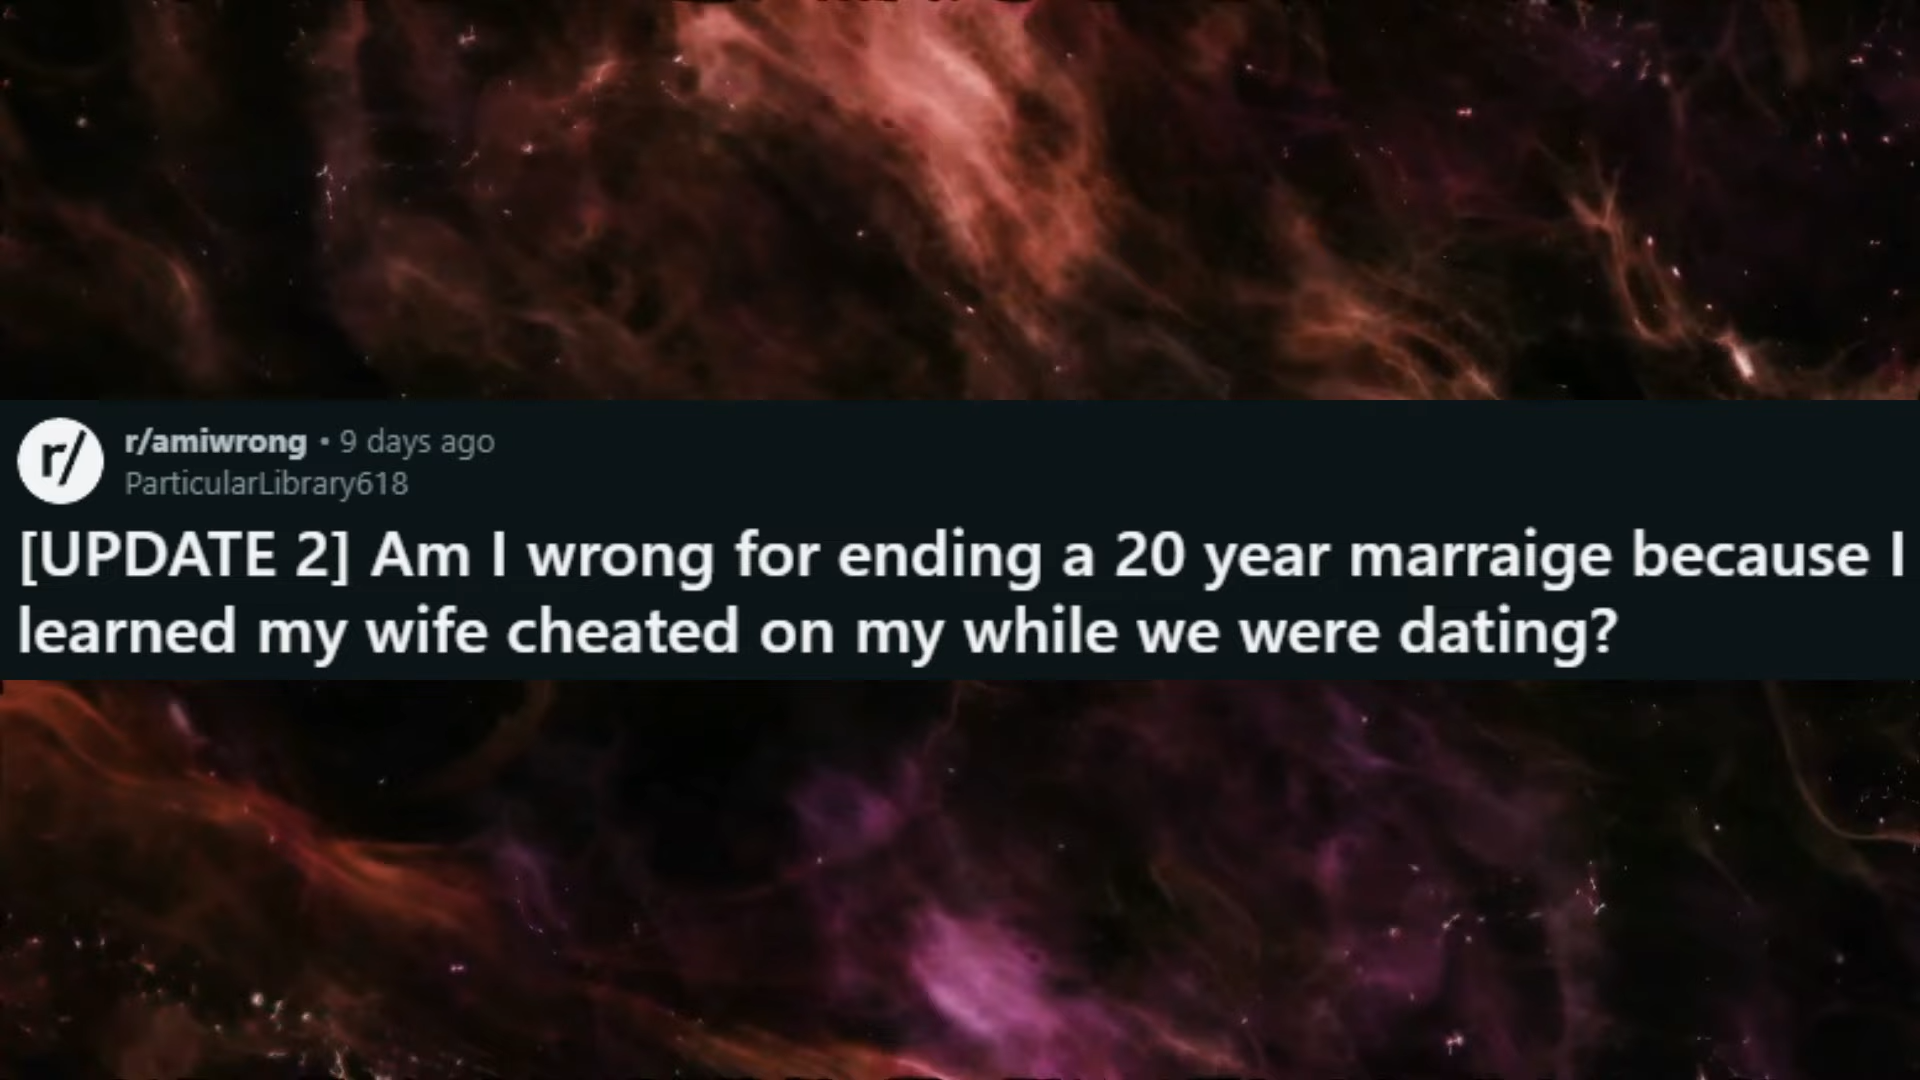 r/
r/amiwrong • 9 days ago
ParticularLibrary618
[UPDATE 2] Am I wrong for ending a 20 year marraige because I
learned my wife cheated on my while we were dating?